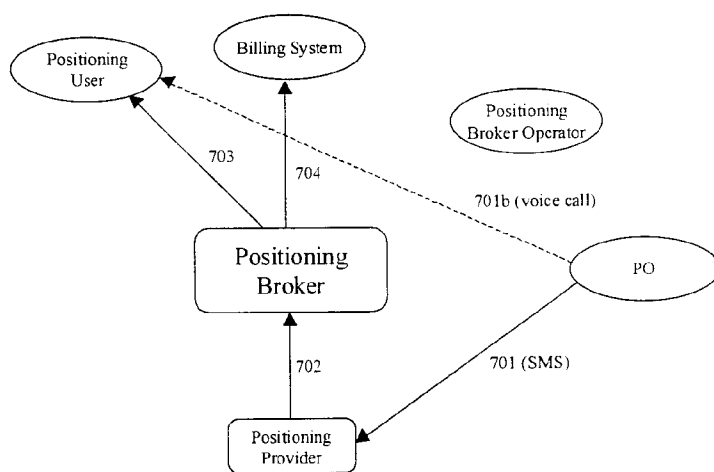 Billing System
Positioning
User
Positioning
Broker Operator
703
704
701b (voice call)
Positioning
Broker
PO
702
701 (SMS)
Positioning
Provider